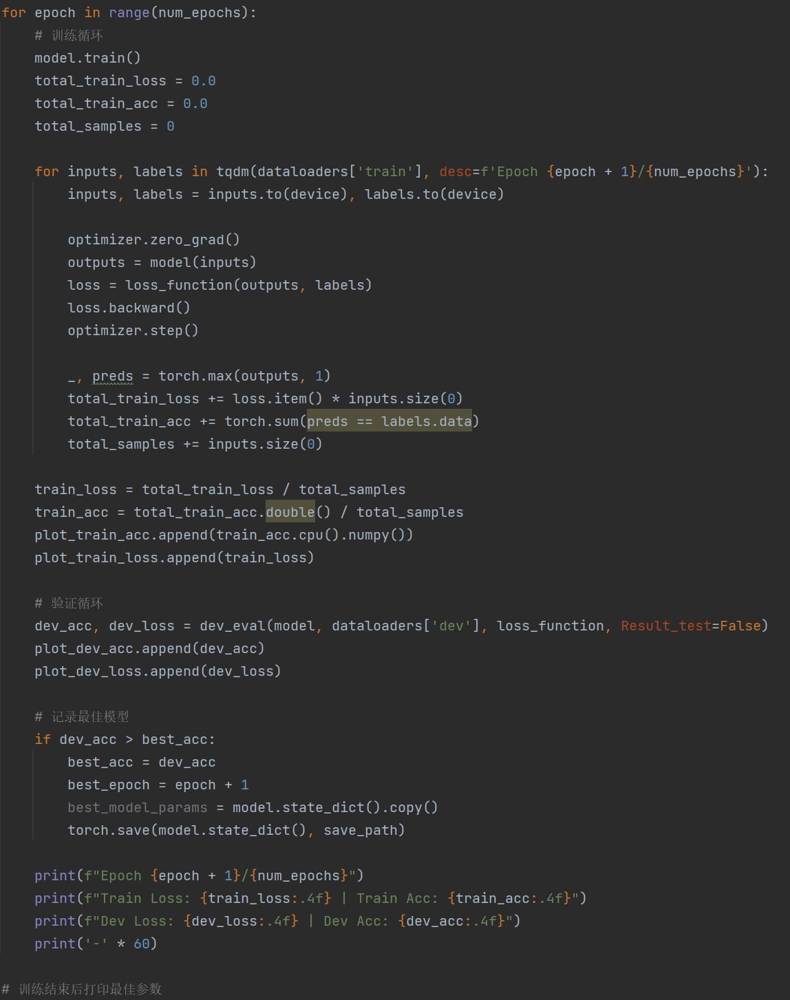 for epoch in range(num_epochs):
    # 训练循环
    model.train()
    total_train_loss = 0.0
    total_train_acc = 0.0
    total_samples = 0

    for inputs, labels in tqdm(dataloaders['train'], desc=f'Epoch {epoch + 1}/{num_epochs}'):
        inputs, labels = inputs.to(device), labels.to(device)

        optimizer.zero_grad()
        outputs = model(inputs)
        loss = loss_function(outputs, labels)
        loss.backward()
        optimizer.step()

        _, preds = torch.max(outputs, 1)
        total_train_loss += loss.item() * inputs.size(0)
        total_train_acc += torch.sum(preds == labels.data)
        total_samples += inputs.size(0)

    train_loss = total_train_loss / total_samples
    train_acc = total_train_acc.double() / total_samples
    plot_train_acc.append(train_acc.cpu().numpy())
    plot_train_loss.append(train_loss)

    # 验证循环
    dev_acc, dev_loss = dev_eval(model, dataloaders['dev'], loss_function, Result_test=False)
    plot_dev_acc.append(dev_acc)
    plot_dev_loss.append(dev_loss)

    # 记录最佳模型
    if dev_acc > best_acc:
        best_acc = dev_acc
        best_epoch = epoch + 1
        best_model_params = model.state_dict().copy()
        torch.save(model.state_dict(), save_path)

    print(f"Epoch {epoch + 1}/{num_epochs}")
    print(f"Train Loss: {train_loss:.4f} | Train Acc: {train_acc:.4f}")
    print(f"Dev Loss: {dev_loss:.4f} | Dev Acc: {dev_acc:.4f}")
    print('-' * 60)

# 训练结束后打印最佳参数